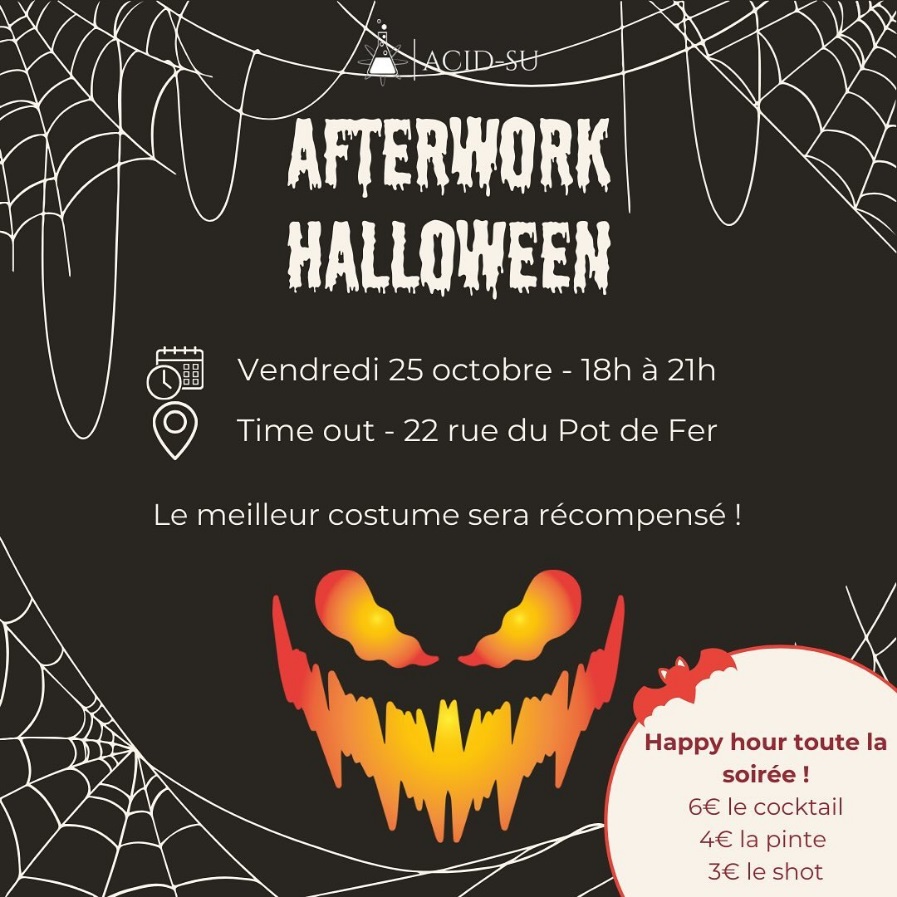 ACID-SU
AFTERWORK
HALLOWEEN
Vendredi 25 octobre - 18h à 21h
Time out - 22 rue du Pot de Fer
Le meilleur costume sera récompensé !
Happy hour toute la
soirée !
6€ le cocktail
4€ la pinte
3€ le shot